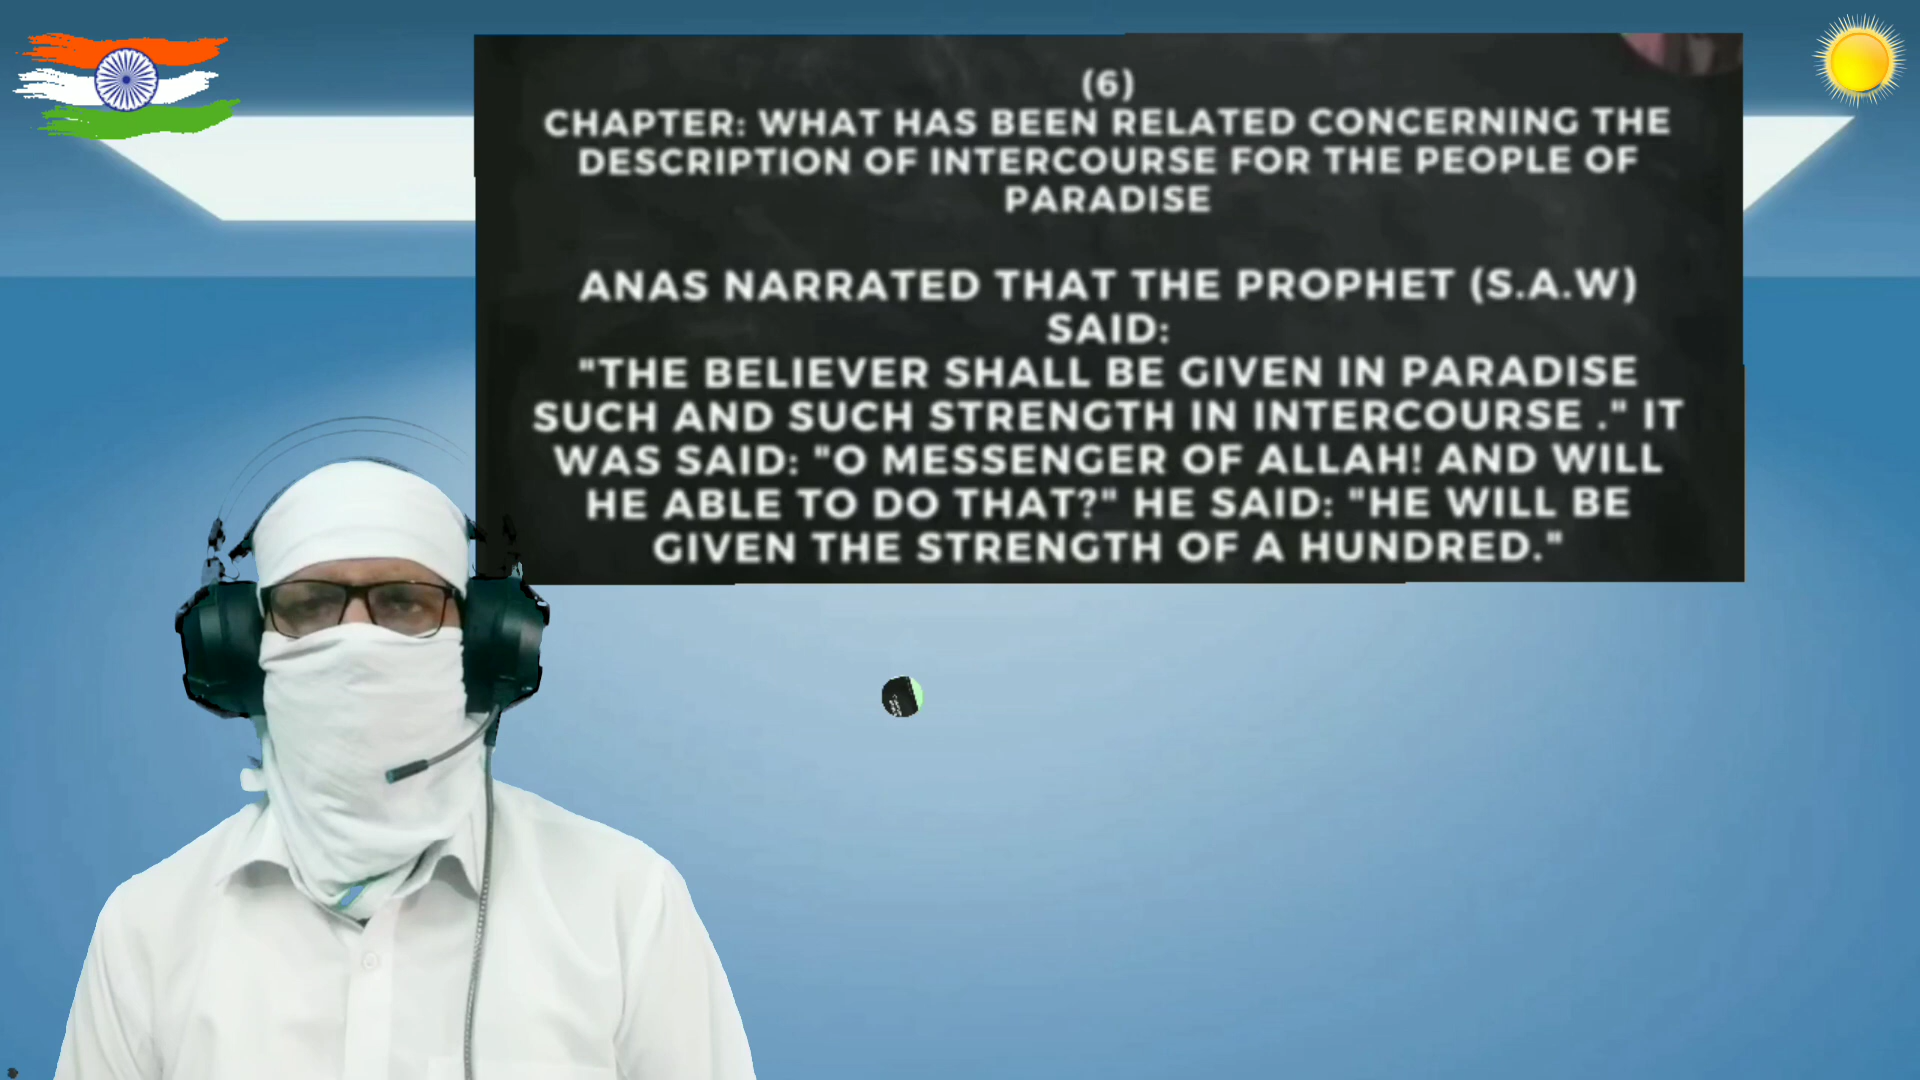 (6)
CHAPTER: WHAT HAS BEEN RELATED CONCERNING THE
DESCRIPTION OF INTERCOURSE FOR THE PEOPLE OF
PARADISE
ANAS NARRATED THAT THE PROPHET (S.A.W)
SAID:
"THE BELIEVER SHALL BE GIVEN IN PARADISE
SUCH AND SUCH STRENGTH IN INTERCOURSE ." IT
WAS SAID: "O MESSENGER OF ALLAH! AND WILL
HE ABLE TO DO THAT?" HE SAID: "HE WILL BE
GIVEN THE STRENGTH OF A HUNDRED."